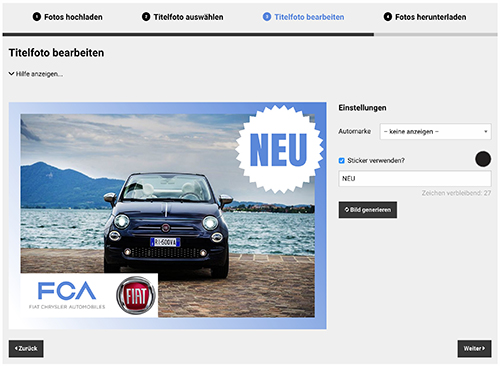 1 Fotos hochladen
2 Titelfoto auswählen
3 Titelfoto bearbeiten
4 Fotos herunterladen
Titelfoto bearbeiten
Hilfe anzeigen...
NEU
RI-500VA
FCA
FIAT CHRYSLER AUTOMOBILES
FIAT
Einstellungen
Automarke
– keine anzeigen –
Sticker verwenden?
NEU
Zeichen verbleibend: 27
Bild generieren
Zurück
Weiter